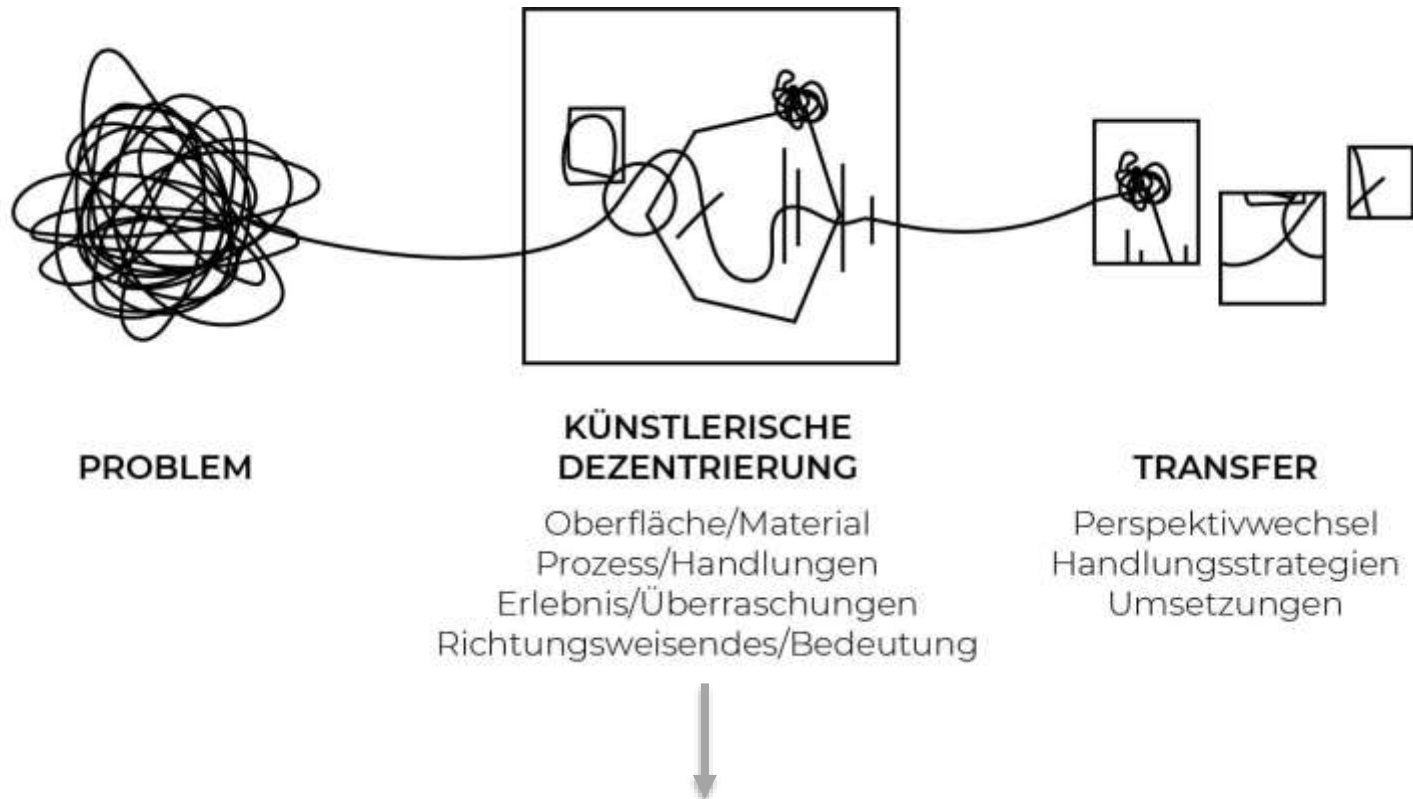 PROBLEM
KÜNSTLERISCHE
DEZENTRIERUNG
Oberfläche/Material
Prozess/Handlungen
Erlebnis/Überraschungen
Richtungsweisendes/Bedeutung
TRANSFER
Perspektivwechsel
Handlungsstrategien
Umsetzungen